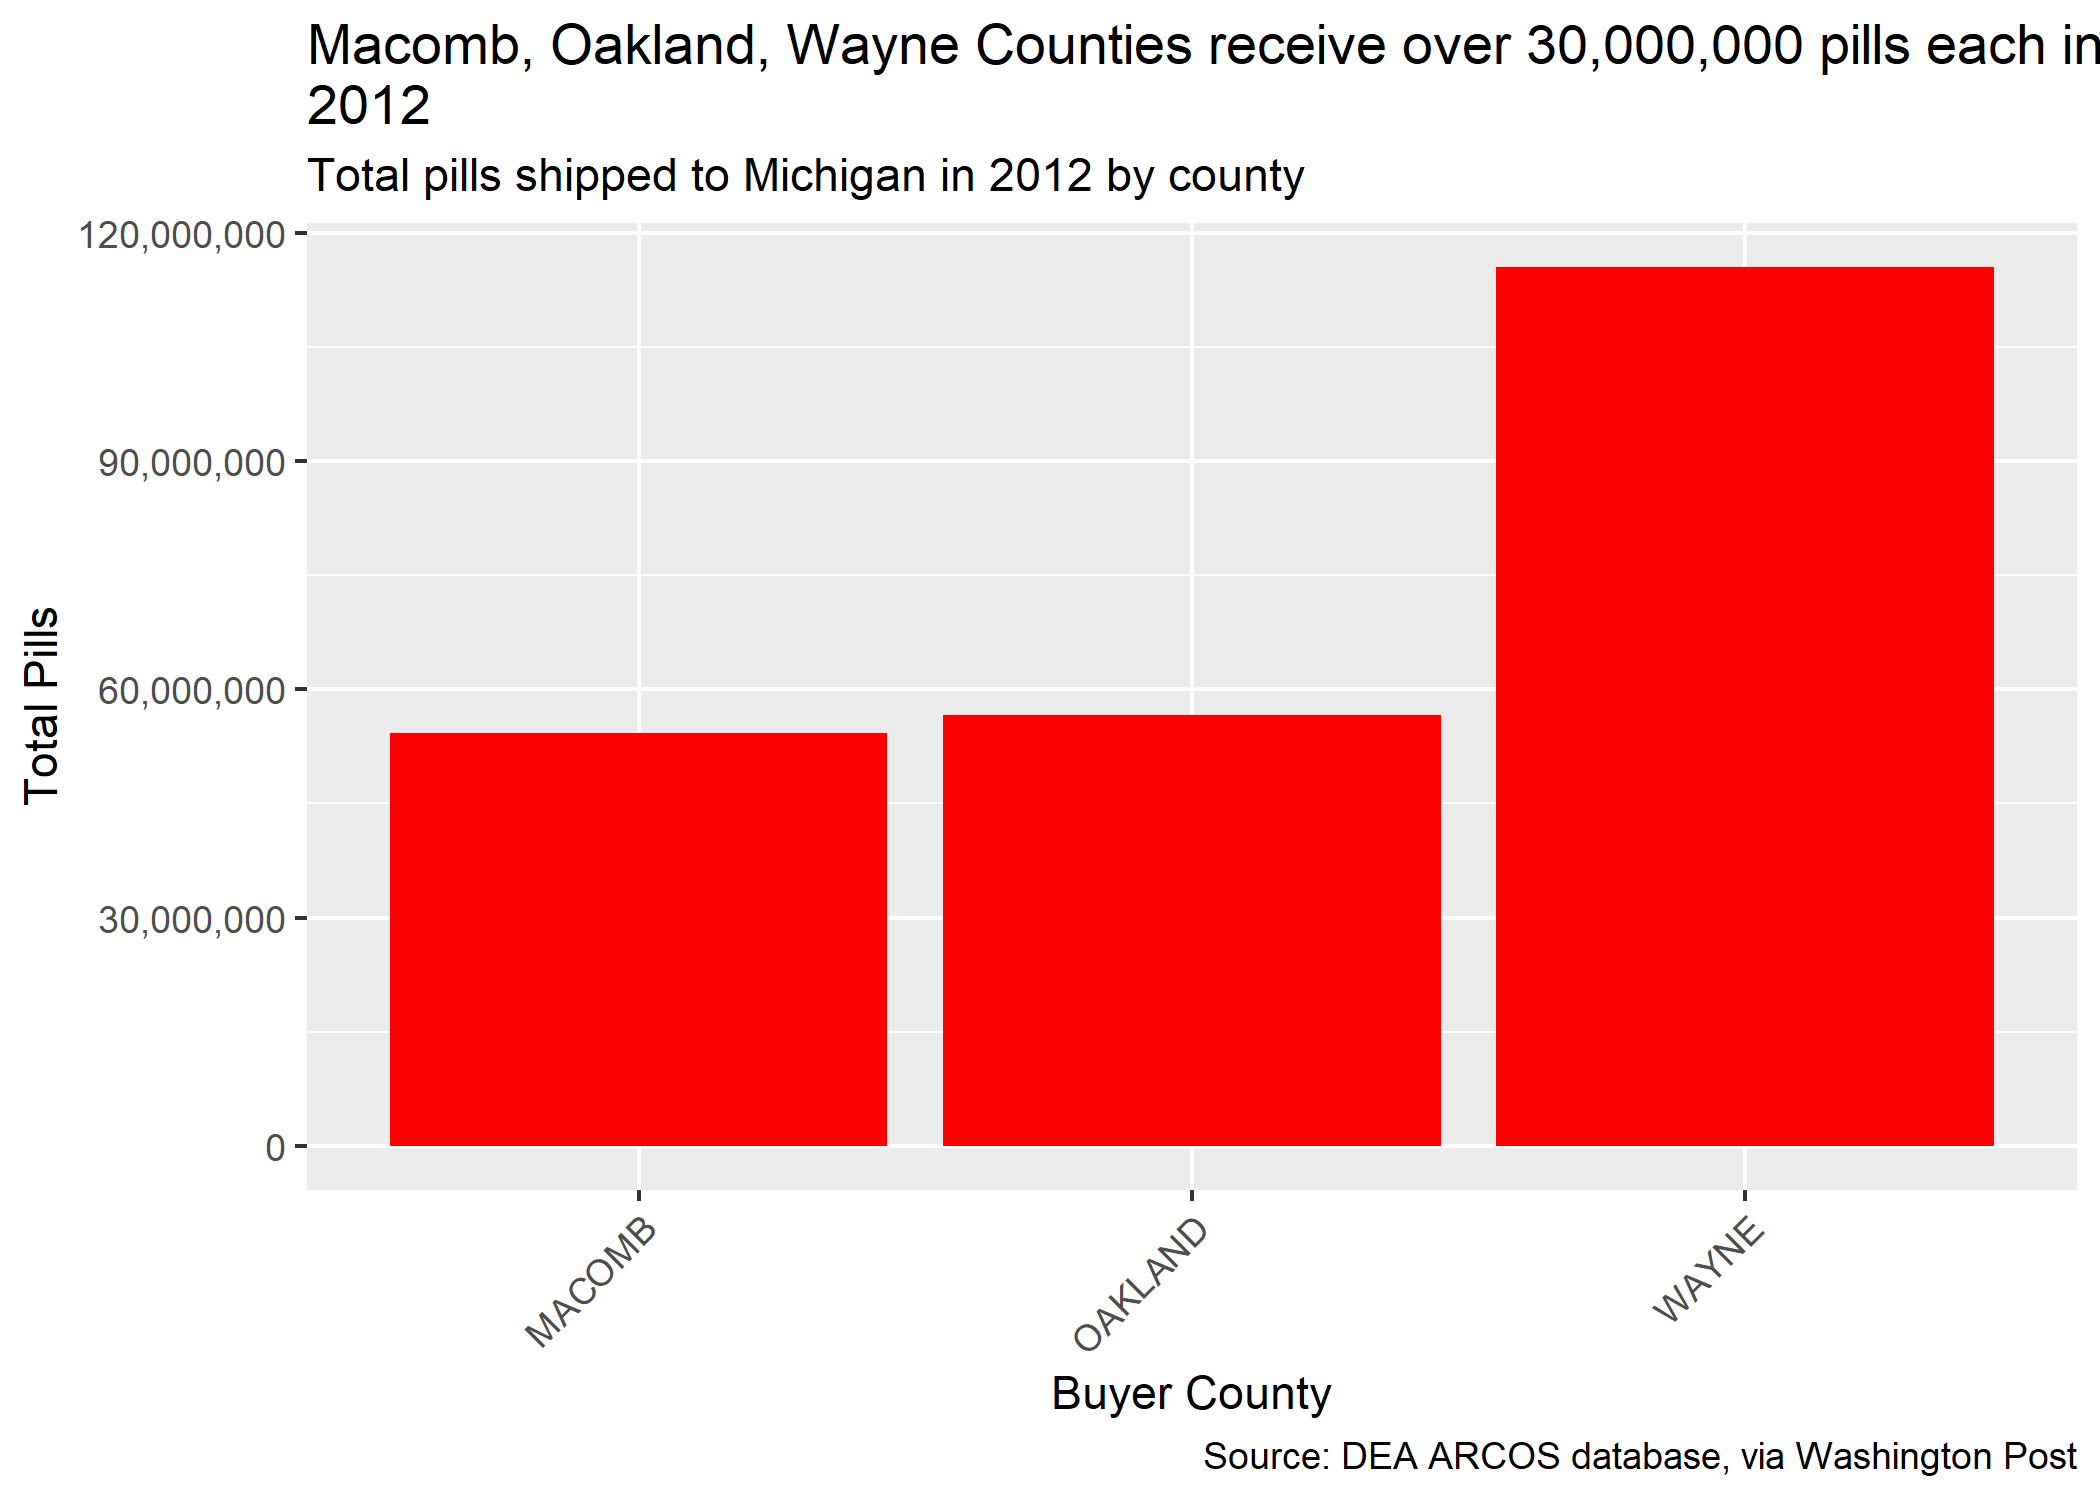 Macomb, Oakland, Wayne Counties receive over 30,000,000 pills each in
2012
Total pills shipped to Michigan in 2012 by county
120,000,000
90,000,000
60,000,000
30,000,000
0
Total Pills
MACOMB
OAKLAND
WAYNE
Buyer County
Source: DEA ARCOS database, via Washington Post